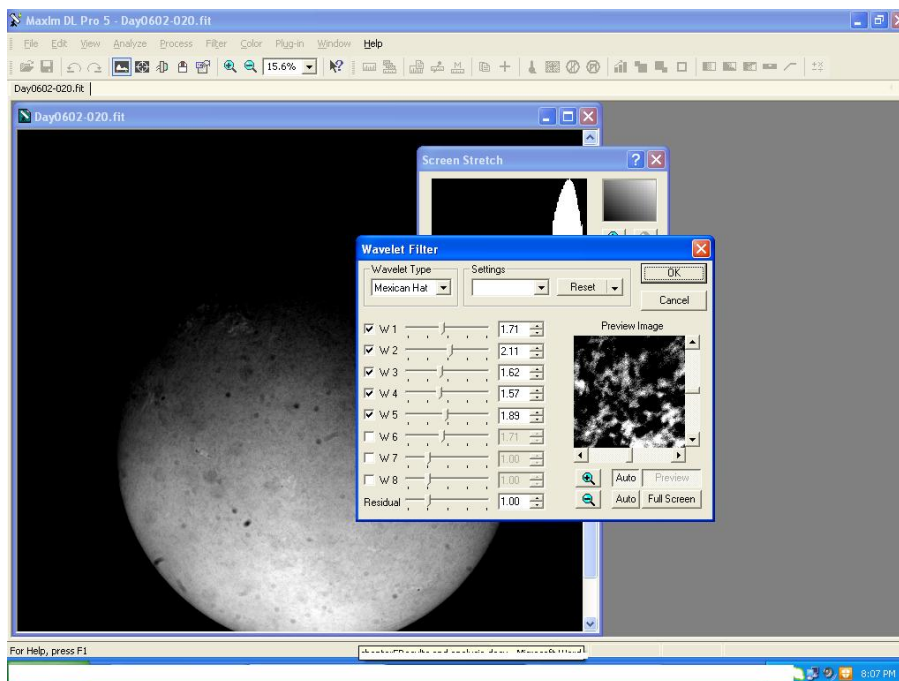 MaxIm DL Pro 5 - Day0602-020.fit
File Edit View Analyze Process Filter Color Plug-in Window Help
15.6%
Day0602-020.fit
Day0602-020.fit
Screen Stretch
Wavelet Filter
Wavelet Type
Settings
Mexican Hat
Reset
OK
Cancel
Preview Image
W 1 1.71
W 2 2.11
W 3 1.62
W 4 1.57
W 5 1.89
W 6 1.71
W 7 1.00
W 8 1.00
Residual 1.00
Auto Preview
Auto Full Screen
For Help, press F1
8:07 PM